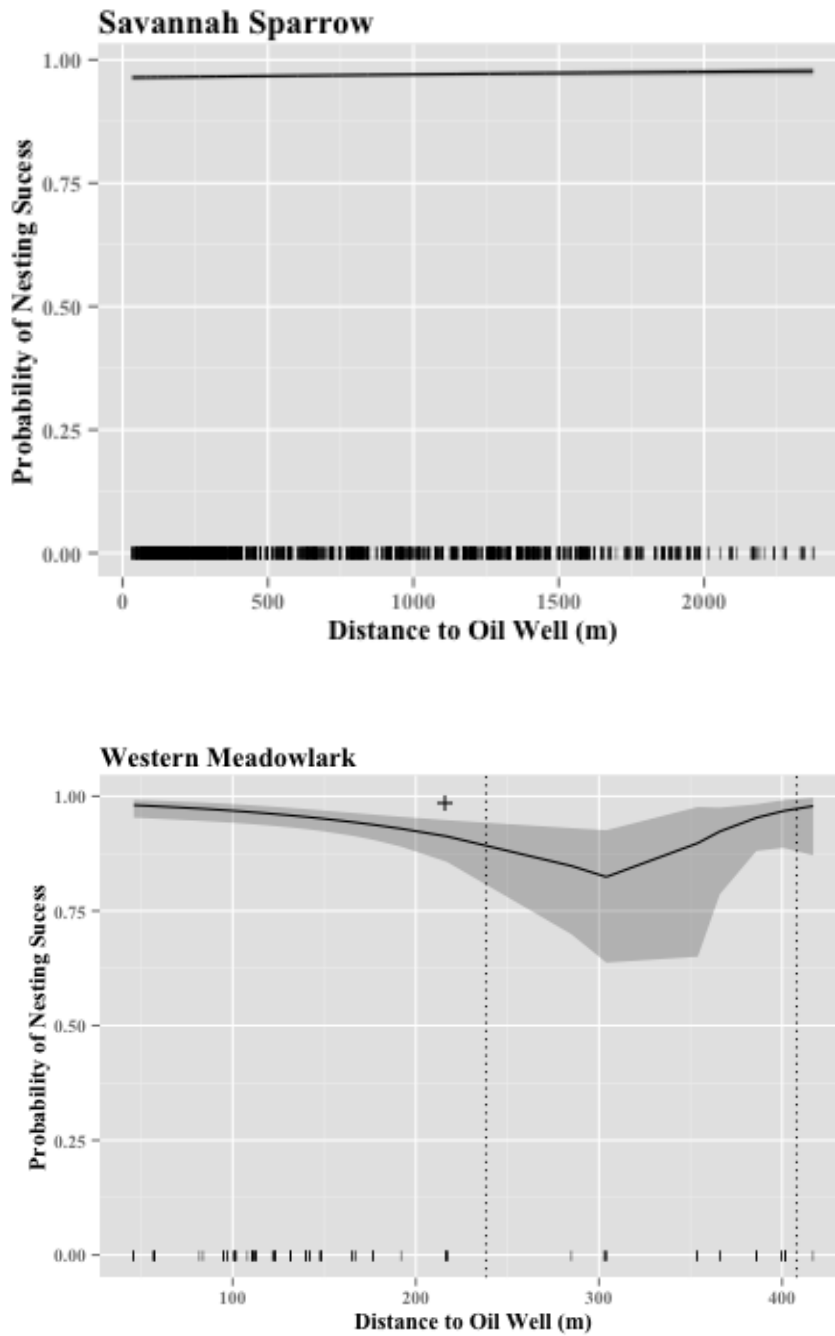 Savannah Sparrow
1.00
0.75
0.50
0.25
0.00
Probability of Nesting Sucess
0 500 1000 1500 2000
Distance to Oil Well (m)
Western Meadowlark
1.00
0.75
0.50
0.25
0.00
Probability of Nesting Sucess
100 200 300 400
Distance to Oil Well (m)